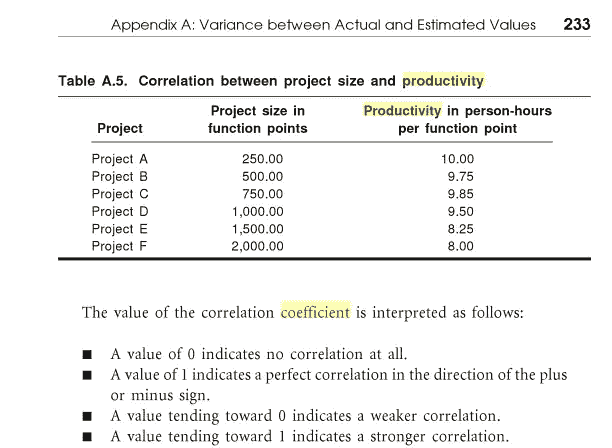 Appendix A: Variance between Actual and Estimated Values 233
Table A.5. Correlation between project size and productivity
Project size in Productivity in person-hours
Project function points per function point
Project A 250.00 10.00
Project B 500.00 9.75
Project C 750.00 9.85
Project D 1,000.00 9.50
Project E 1,500.00 8.25
Project F 2,000.00 8.00
The value of the correlation coefficient is interpreted as follows:
■ A value of 0 indicates no correlation at all.
■ A value of 1 indicates a perfect correlation in the direction of the plus
or minus sign.
■ A value tending toward 0 indicates a weaker correlation.
■ A value tending toward 1 indicates a stronger correlation.